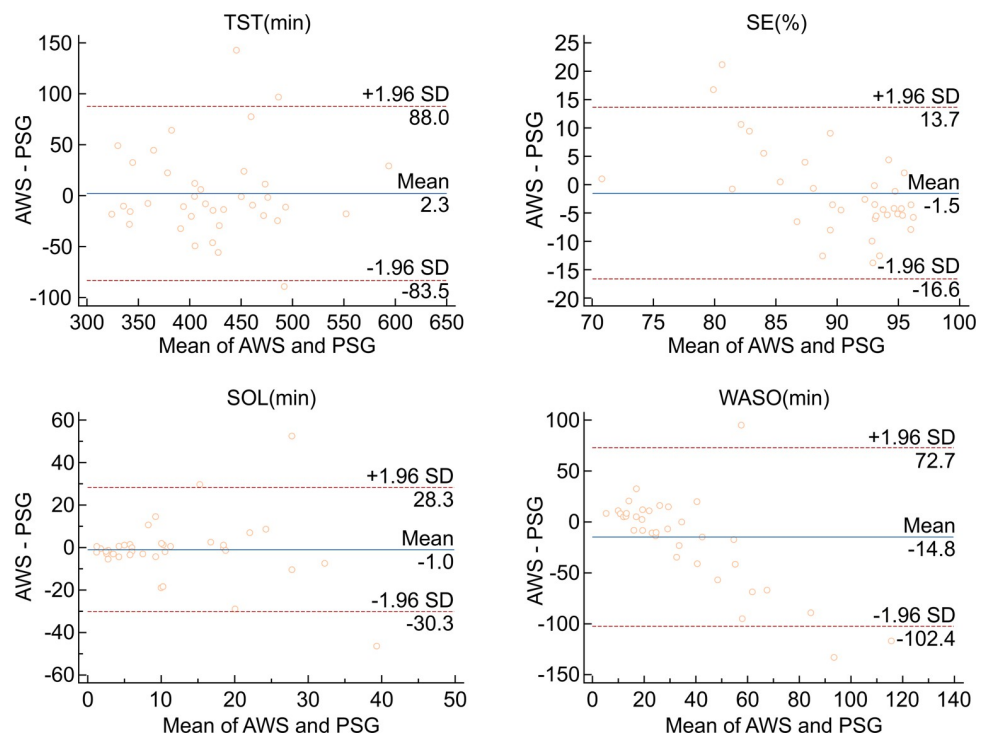 TST(min)
150
100
50
0
-50
-100
AWS - PSG
+1.96 SD
88.0
Mean
2.3
-1.96 SD
-83.5
300 350 400 450 500 550 600 650
Mean of AWS and PSG
SE(%)
25
20
15
10
5
0
-5
-10
-15
-20
AWS - PSG
+1.96 SD
13.7
Mean
-1.5
-1.96 SD
-16.6
70 75 80 85 90 95 100
Mean of AWS and PSG
SOL(min)
60
40
20
0
-20
-40
-60
AWS - PSG
+1.96 SD
28.3
Mean
-1.0
-1.96 SD
-30.3
0 10 20 30 40 50
Mean of AWS and PSG
WASO(min)
100
50
0
-50
-100
-150
AWS - PSG
+1.96 SD
72.7
Mean
-14.8
-1.96 SD
-102.4
0 20 40 60 80 100 120 140
Mean of AWS and PSG